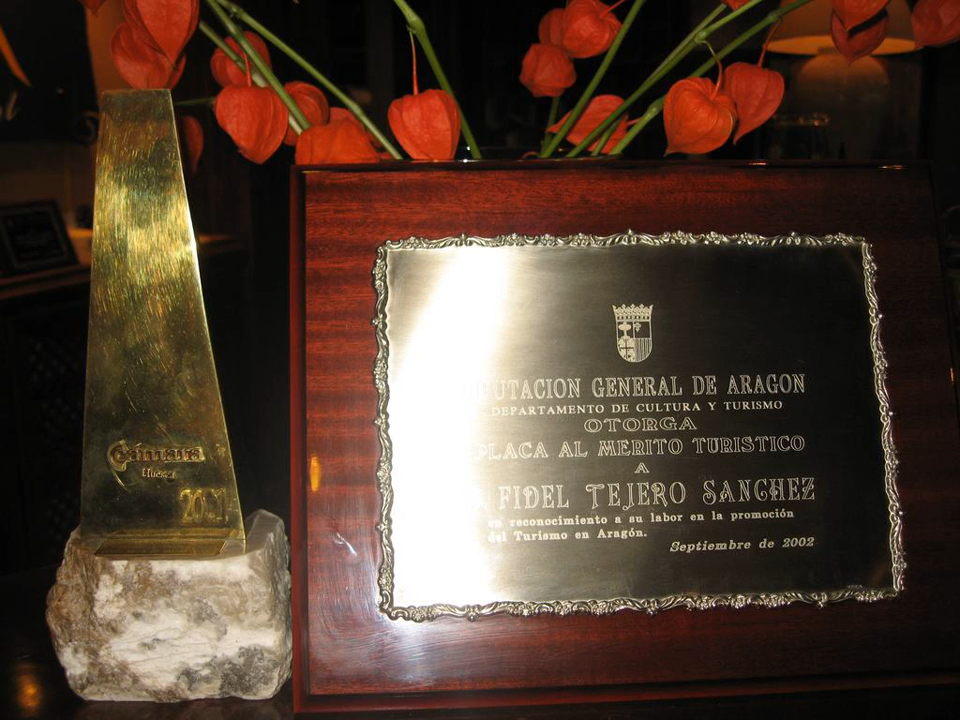 Cámara
Huesca
2001
DIPUTACION GENERAL DE ARAGON
DEPARTAMENTO DE CULTURA Y TURISMO
OTORGA
PLACA AL MERITO TURISTICO
A
FIDEL TEJERO SANCHEZ
en reconocimiento a su labor en la promoción
del Turismo en Aragón.
Septiembre de 2002